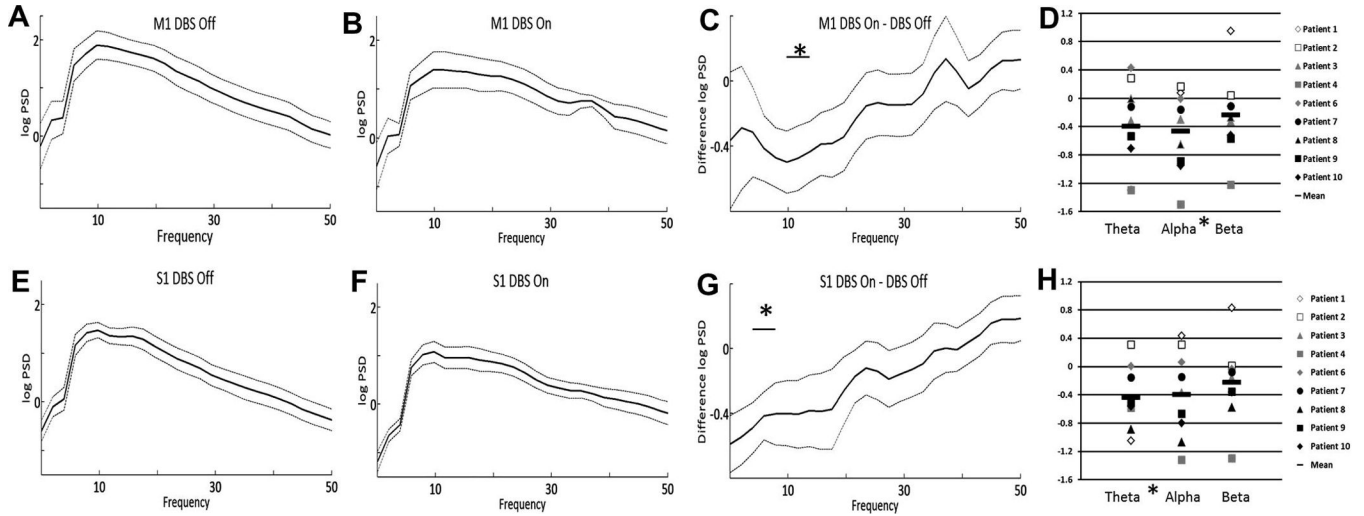 A
M1 DBS Off
log PSD
2
0
10
30
50
Frequency
B
M1 DBS On
log PSD
2
0
10
30
50
Frequency
C
M1 DBS On - DBS Off
*
Difference log PSD
0
-0.4
10
30
50
Frequency
D
1.2
0.8
0.4
0
-0.4
-0.8
-1.2
-1.6
Theta Alpha * Beta
Patient 1
Patient 2
Patient 3
Patient 4
Patient 6
Patient 7
Patient 8
Patient 9
Patient 10
Mean
E
S1 DBS Off
log PSD
2
0
10
30
50
Frequency
F
S1 DBS On
log PSD
2
0
10
30
50
Frequency
G
S1 DBS On - DBS Off
*
Difference log PSD
0
-0.4
10
30
50
Frequency
H
1.2
0.8
0.4
0
-0.4
-0.8
-1.2
-1.6
Theta * Alpha Beta
Patient 1
Patient 2
Patient 3
Patient 4
Patient 6
Patient 7
Patient 8
Patient 9
Patient 10
Mean